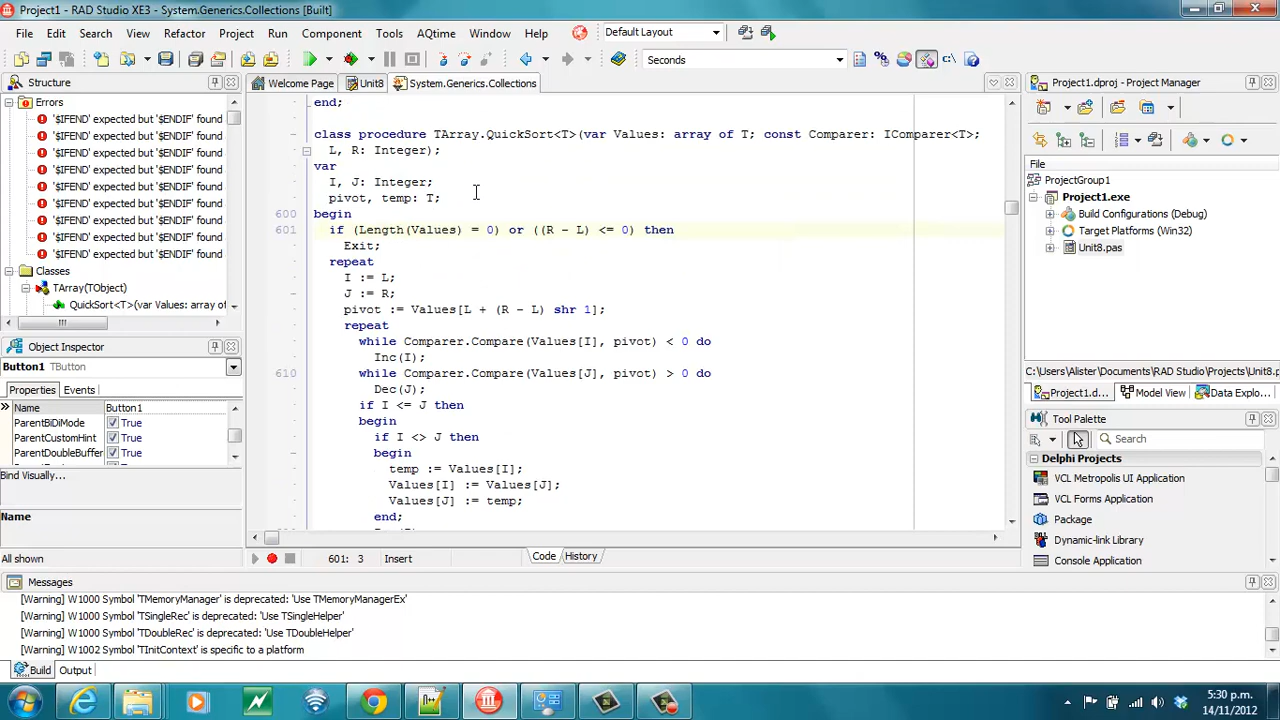 Project1 - RAD Studio XE3 - System.Generics.Collections [Built]
File Edit Search View Refactor Project Run Component Tools AQtime Window Help Default Layout
Seconds
Structure
Errors
'$IFEND' expected but '$ENDIF' found
'$IFEND' expected but '$ENDIF' found
'$IFEND' expected but '$ENDIF' found
'$IFEND' expected but '$ENDIF' found
'$IFEND' expected but '$ENDIF' found
'$IFEND' expected but '$ENDIF' found
'$IFEND' expected but '$ENDIF' found
'$IFEND' expected but '$ENDIF' found
'$IFEND' expected but '$ENDIF' found
Classes
TArray(TObject)
QuickSort<T>(var Values: array of
Object Inspector
Button1 TButton
Properties Events
Name Button1
ParentBiDiMode True
ParentCustomHint True
ParentDoubleBuffer True
Bind Visually...
Name
All shown
Welcome Page Unit8 System.Generics.Collections
end;
class procedure TArray.QuickSort<T>(var Values: array of T; const Comparer: IComparer<T>;
L, R: Integer);
var
I, J: Integer;
pivot, temp: T;
600 begin
601 if (Length(Values) = 0) or ((R - L) <= 0) then
Exit;
repeat
I := L;
J := R;
pivot := Values[L + (R - L) shr 1];
repeat
while Comparer.Compare(Values[I], pivot) < 0 do
Inc(I);
610 while Comparer.Compare(Values[J], pivot) > 0 do
Dec(J);
if I <= J then
begin
if I <> J then
begin
temp := Values[I];
Values[I] := Values[J];
Values[J] := temp;
end;
601: 3 Insert Code History
Project1.dproj - Project Manager
File
ProjectGroup1
Project1.exe
Build Configurations (Debug)
Target Platforms (Win32)
Unit8.pas
C:\Users\Alister\Documents\RAD Studio\Projects\Unit8.p
Project1.d... Model View Data Explo...
Tool Palette
Search
Delphi Projects
VCL Metropolis UI Application
VCL Forms Application
Package
Dynamic-link Library
Console Application
Messages
[Warning] W1000 Symbol 'TMemoryManager' is deprecated: 'Use TMemoryManagerEx'
[Warning] W1000 Symbol 'TSingleRec' is deprecated: 'Use TSingleHelper'
[Warning] W1000 Symbol 'TDoubleRec' is deprecated: 'Use TDoubleHelper'
[Warning] W1002 Symbol 'TInitContext' is specific to a platform
Build Output
5:30 p.m.
14/11/2012